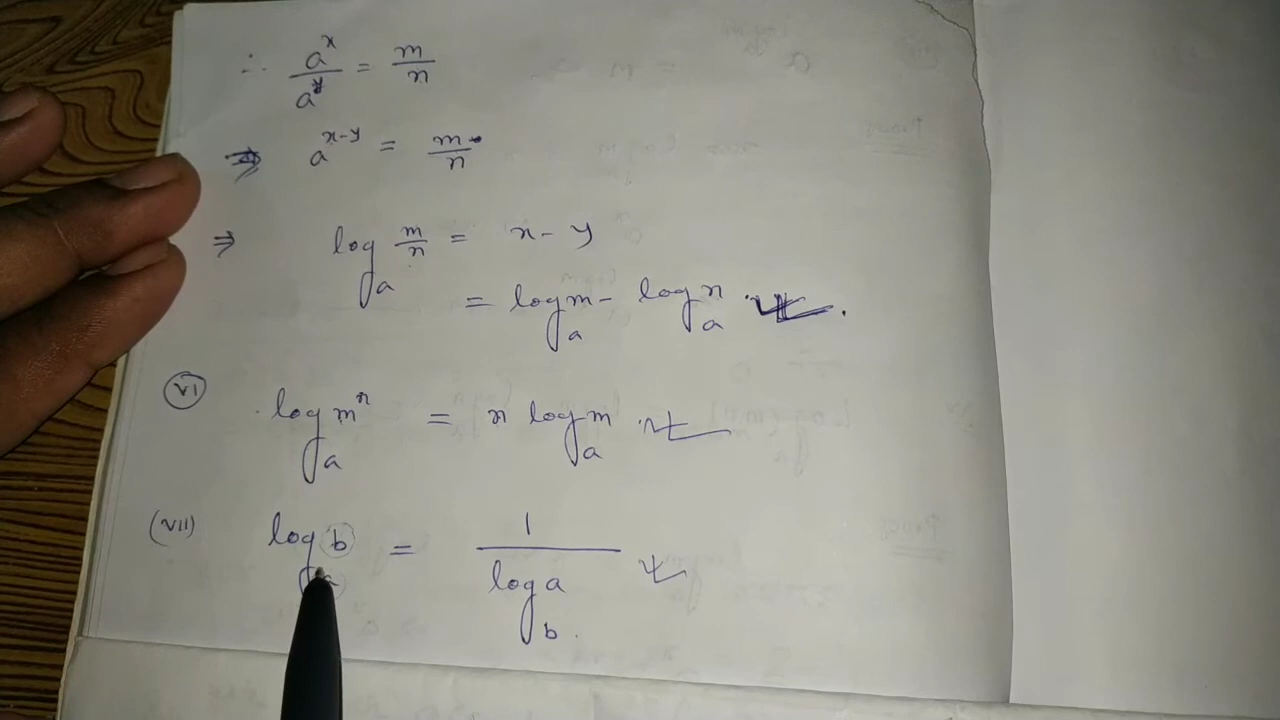 ∴ a^x / a^y = m/n
⇒ a^(x-y) = m/n
⇒ log_a m/n = x - y
= log_a m - log_a n
(VI) log_a m^n = n log_a m
(VII) log_a b = 1 / log_b a